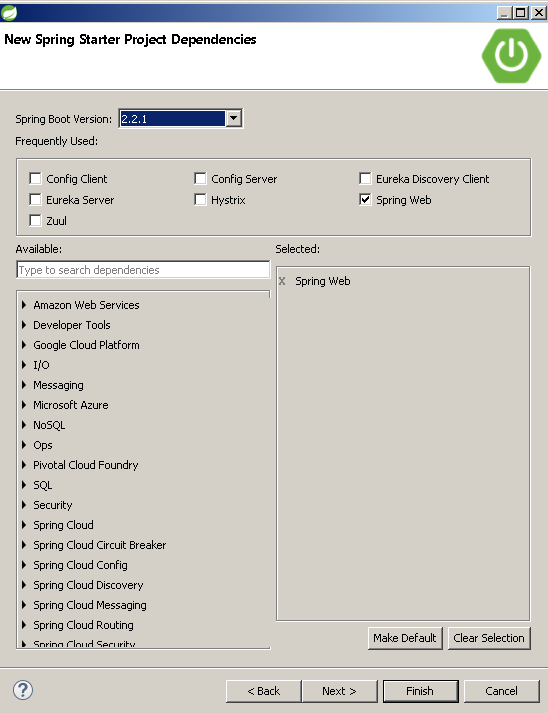 New Spring Starter Project Dependencies
Spring Boot Version: 2.2.1
Frequently Used:
Config Client Config Server Eureka Discovery Client
Eureka Server Hystrix Spring Web
Zuul
Available: Selected:
Type to search dependencies
X Spring Web
Amazon Web Services
Developer Tools
Google Cloud Platform
I/O
Messaging
Microsoft Azure
NoSQL
Ops
Pivotal Cloud Foundry
SQL
Security
Spring Cloud
Spring Cloud Circuit Breaker
Spring Cloud Config
Spring Cloud Discovery
Spring Cloud Messaging
Spring Cloud Routing
Spring Cloud Security
Make Default Clear Selection
? < Back Next > Finish Cancel